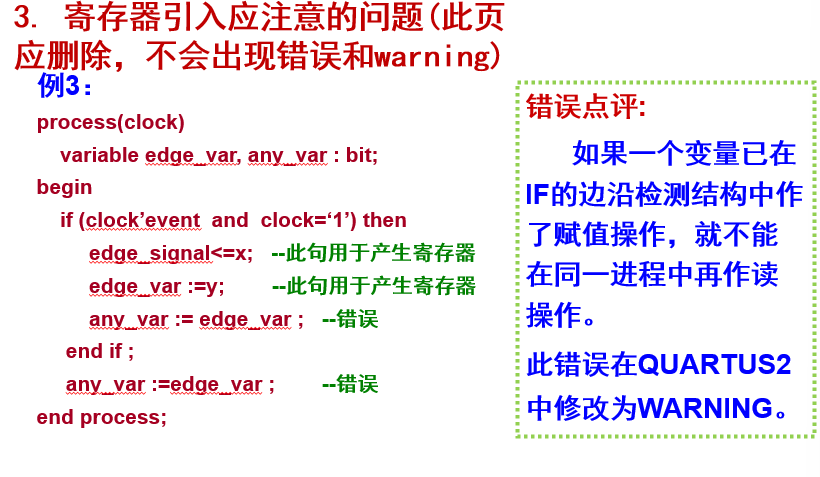 3. 寄存器引入应注意的问题(此页
应删除，不会出现错误和warning)
例3：
process(clock)
variable edge_var, any_var : bit;
begin
if (clock’event and clock=‘1’) then
edge_signal<=x; --此句用于产生寄存器
edge_var :=y; --此句用于产生寄存器
any_var := edge_var ; --错误
end if ;
any_var :=edge_var ; --错误
end process;
错误点评:
如果一个变量已在
IF的边沿检测结构中作
了赋值操作，就不能
在同一进程中再作读
操作。
此错误在QUARTUS2
中修改为WARNING。